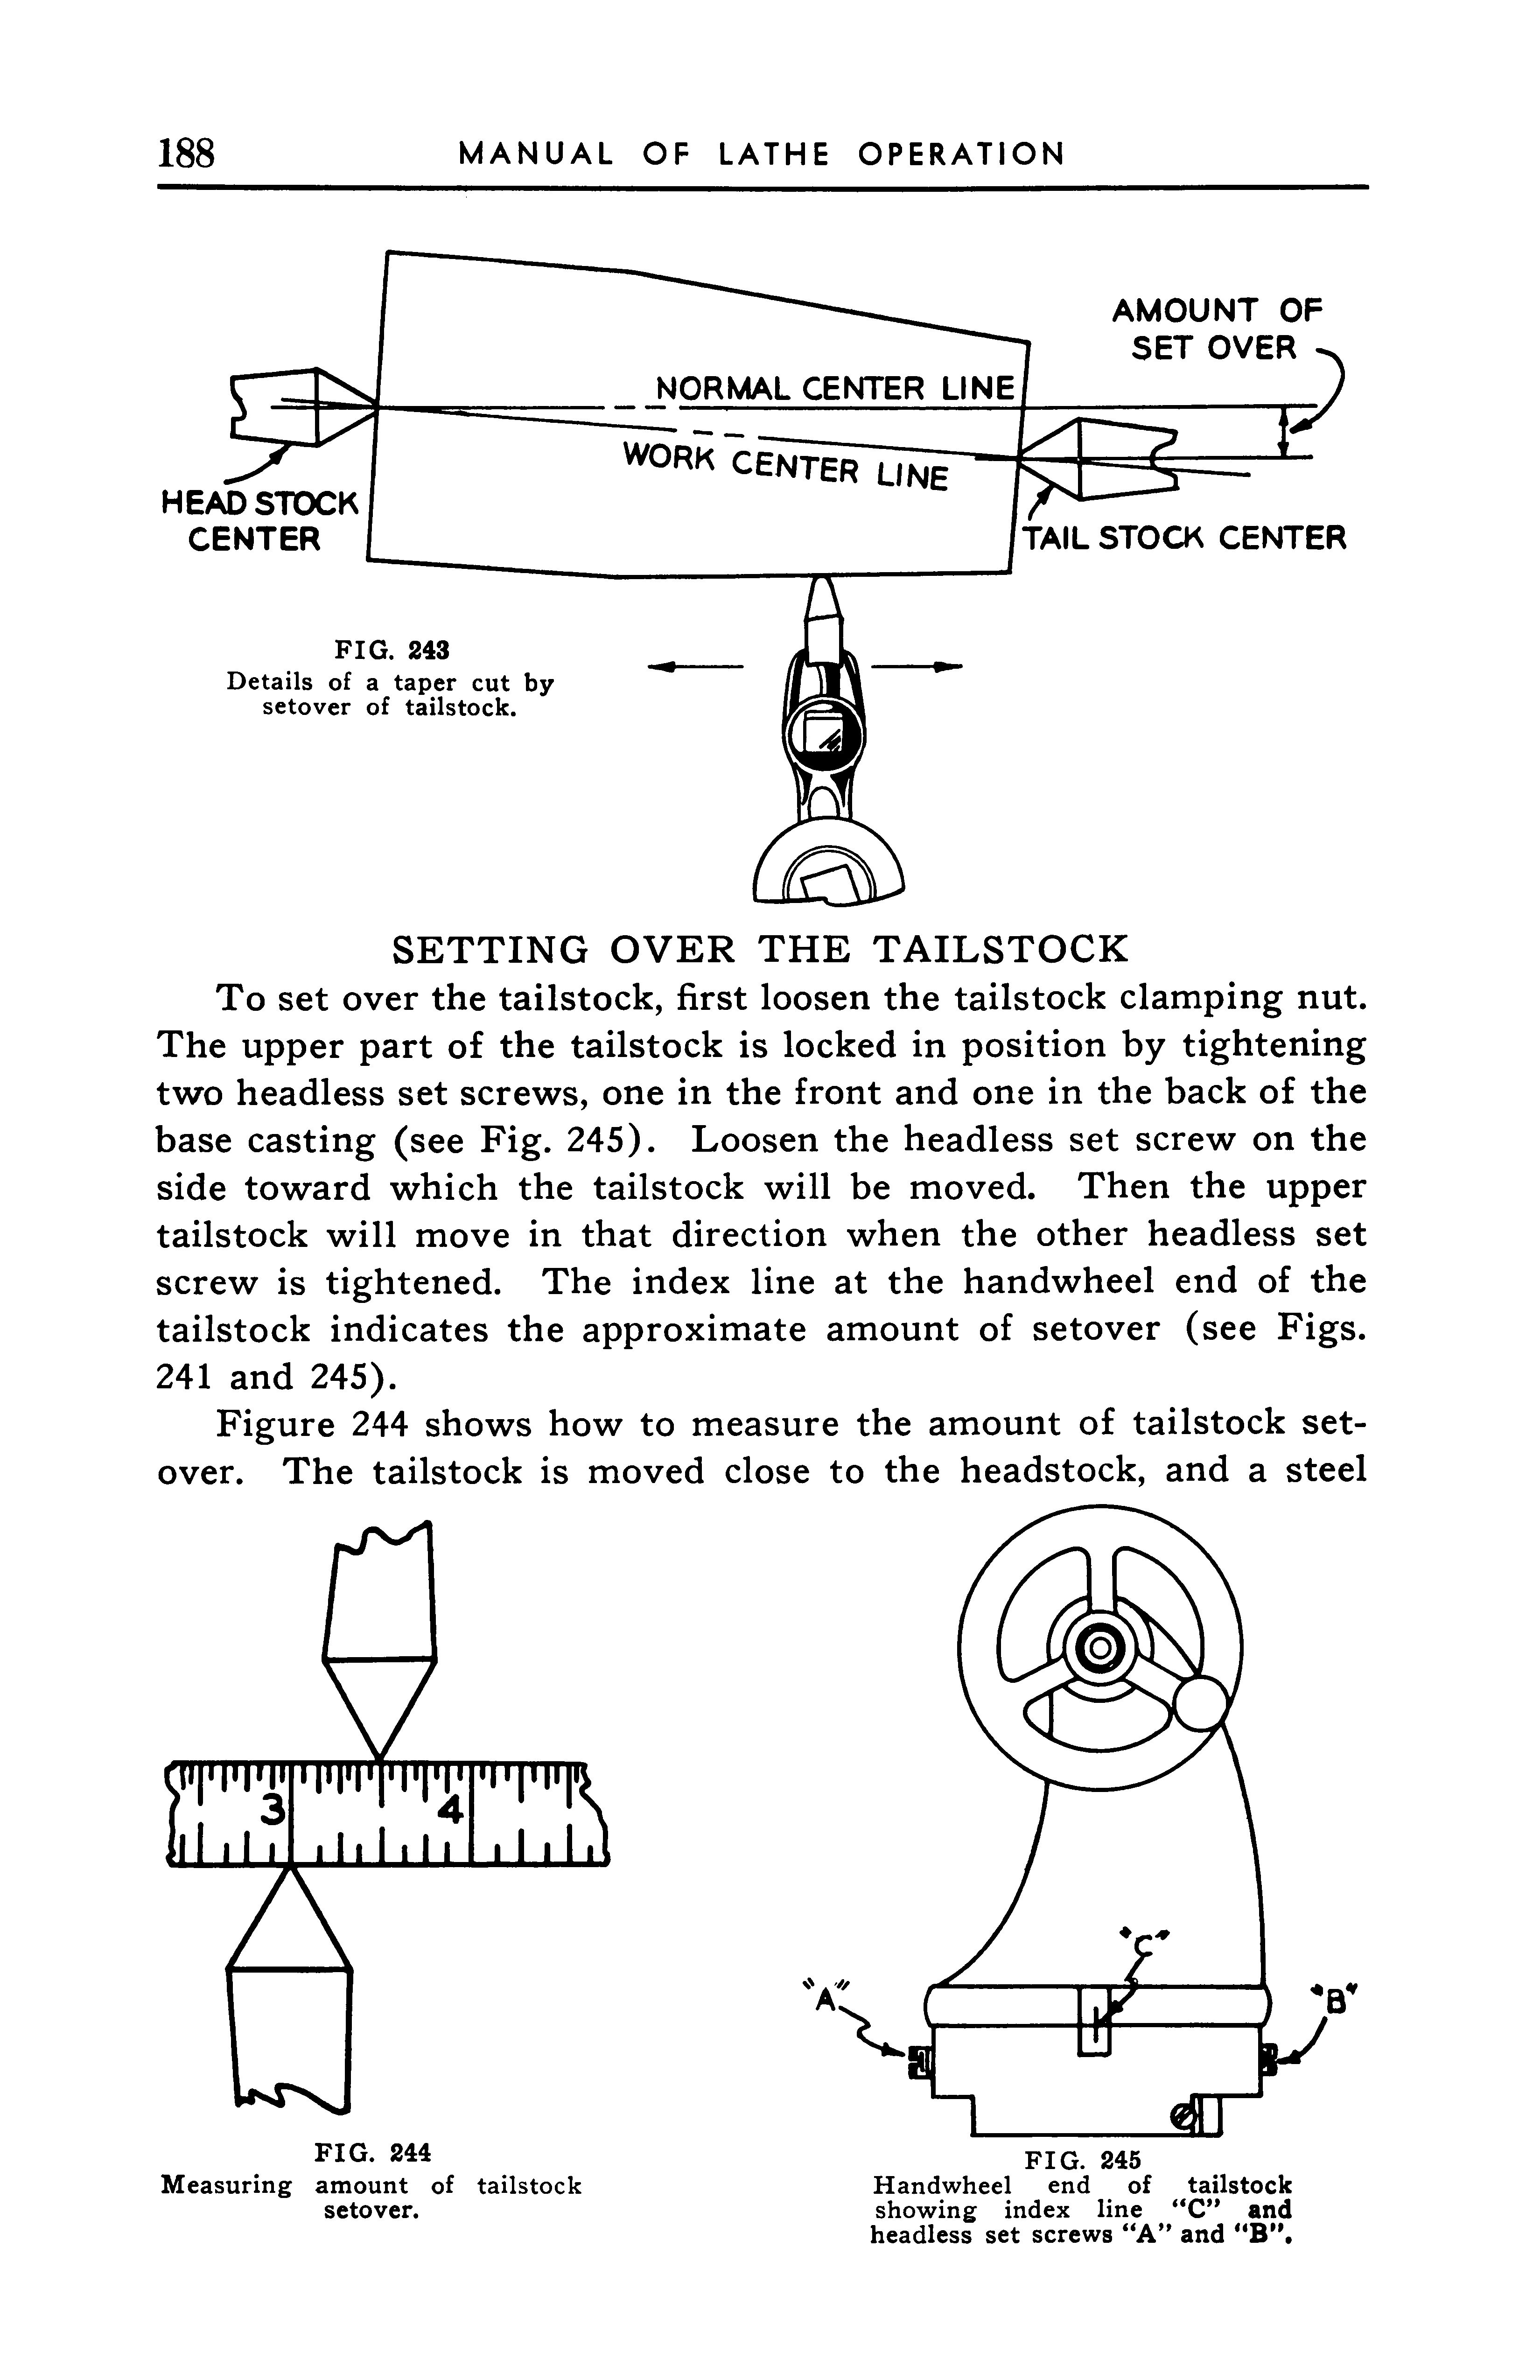 188 MANUAL OF LATHE OPERATION
AMOUNT OF
SET OVER
NORMAL CENTER LINE
WORK CENTER LINE
HEAD STOCK
CENTER
TAIL STOCK CENTER
FIG. 243
Details of a taper cut by
setover of tailstock.
SETTING OVER THE TAILSTOCK
To set over the tailstock, first loosen the tailstock clamping nut.
The upper part of the tailstock is locked in position by tightening
two headless set screws, one in the front and one in the back of the
base casting (see Fig. 245). Loosen the headless set screw on the
side toward which the tailstock will be moved. Then the upper
tailstock will move in that direction when the other headless set
screw is tightened. The index line at the handwheel end of the
tailstock indicates the approximate amount of setover (see Figs.
241 and 245).
Figure 244 shows how to measure the amount of tailstock set-
over. The tailstock is moved close to the headstock, and a steel
3 4
"C"
"A"
"B"
FIG. 244
Measuring amount of tailstock
setover.
FIG. 245
Handwheel end of tailstock
showing index line "C" and
headless set screws "A" and "B".